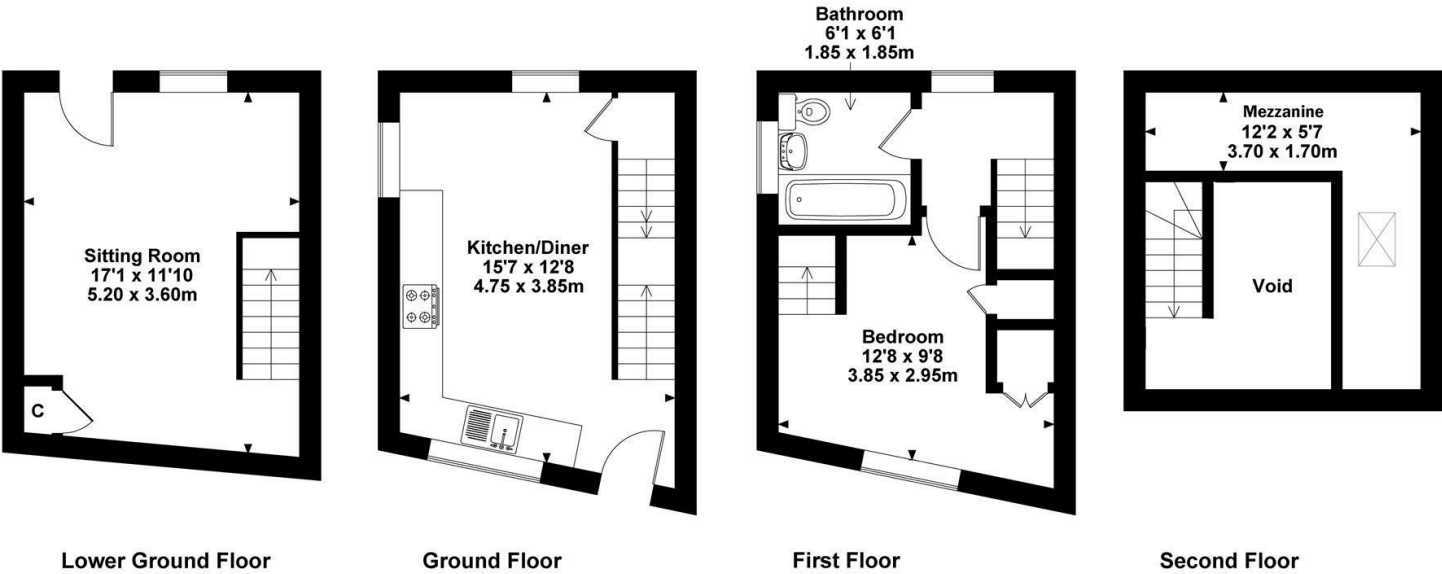 Bathroom
6'1 x 6'1
1.85 x 1.85m
Sitting Room
17'1 x 11'10
5.20 x 3.60m
C
Kitchen/Diner
15'7 x 12'8
4.75 x 3.85m
Bedroom
12'8 x 9'8
3.85 x 2.95m
Mezzanine
12'2 x 5'7
3.70 x 1.70m
Void
Lower Ground Floor
Ground Floor
First Floor
Second Floor